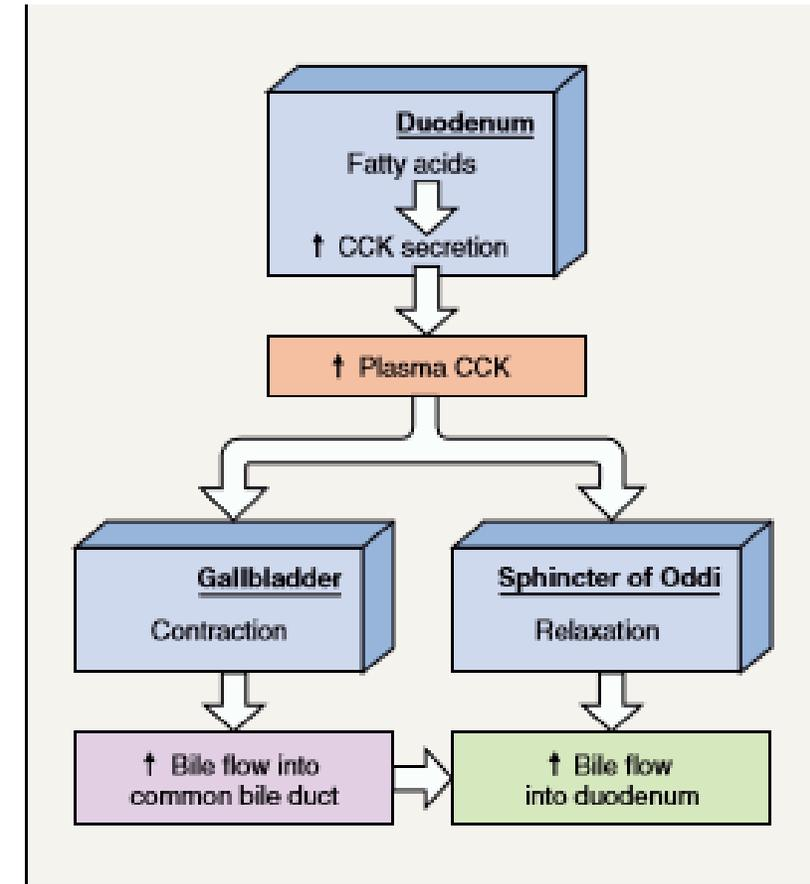 Duodenum
Fatty acids
↑ CCK secretion
↑ Plasma CCK
Gallbladder
Contraction
Sphincter of Oddi
Relaxation
↑ Bile flow into
common bile duct
↑ Bile flow
into duodenum